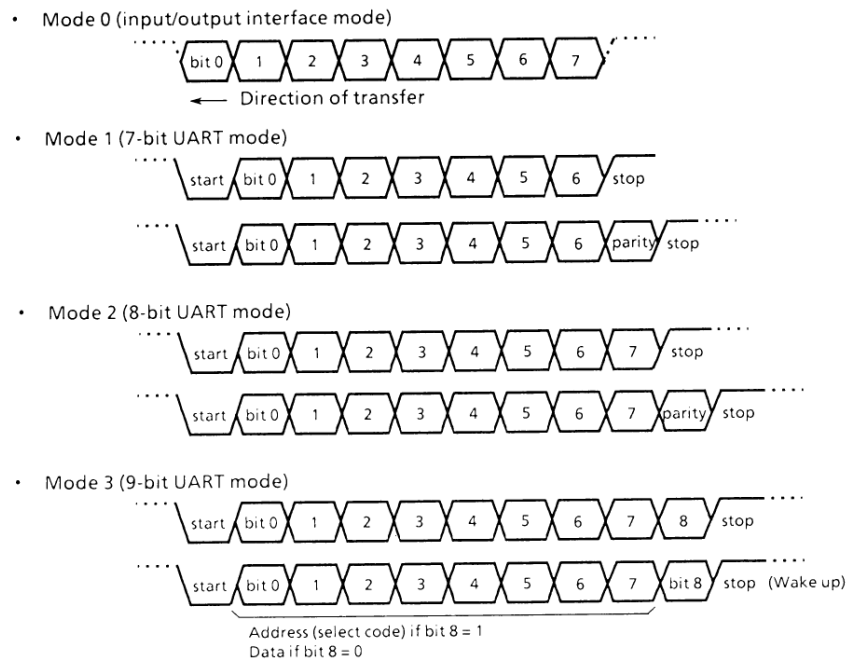 • Mode 0 (input/output interface mode)
bit 0 1 2 3 4 5 6 7
Direction of transfer
• Mode 1 (7-bit UART mode)
start bit 0 1 2 3 4 5 6 stop
start bit 0 1 2 3 4 5 6 parity stop
• Mode 2 (8-bit UART mode)
start bit 0 1 2 3 4 5 6 7 stop
start bit 0 1 2 3 4 5 6 7 parity stop
• Mode 3 (9-bit UART mode)
start bit 0 1 2 3 4 5 6 7 8 stop
start bit 0 1 2 3 4 5 6 7 bit 8 stop (Wake up)
Address (select code) if bit 8 = 1
Data if bit 8 = 0